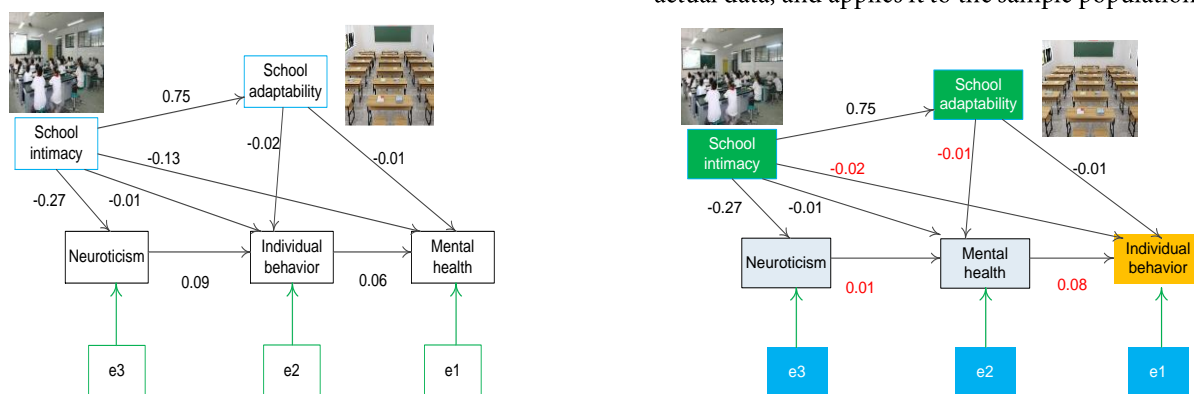 actual data, and applies it to the sample population
School
adaptability
0.75
School
intimacy
-0.02
-0.13
-0.01
-0.27
-0.01
Neuroticism
Individual
behavior
Mental
health
0.09
0.06
e3
e2
e1
School
adaptability
0.75
School
intimacy
-0.01
-0.02
-0.01
-0.27
-0.01
Neuroticism
Mental
health
Individual
behavior
0.01
0.08
e3
e2
e1